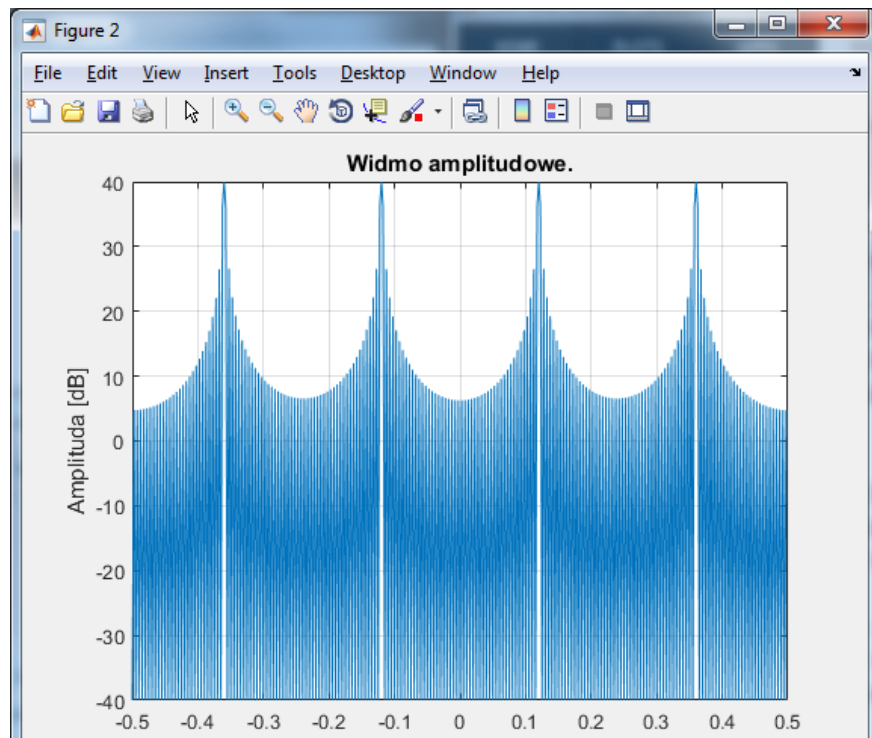 Figure 2
File Edit View Insert Tools Desktop Window Help
Widmo amplitudowe.
Amplituda [dB]
40
30
20
10
0
-10
-20
-30
-40
-0.5 -0.4 -0.3 -0.2 -0.1 0 0.1 0.2 0.3 0.4 0.5